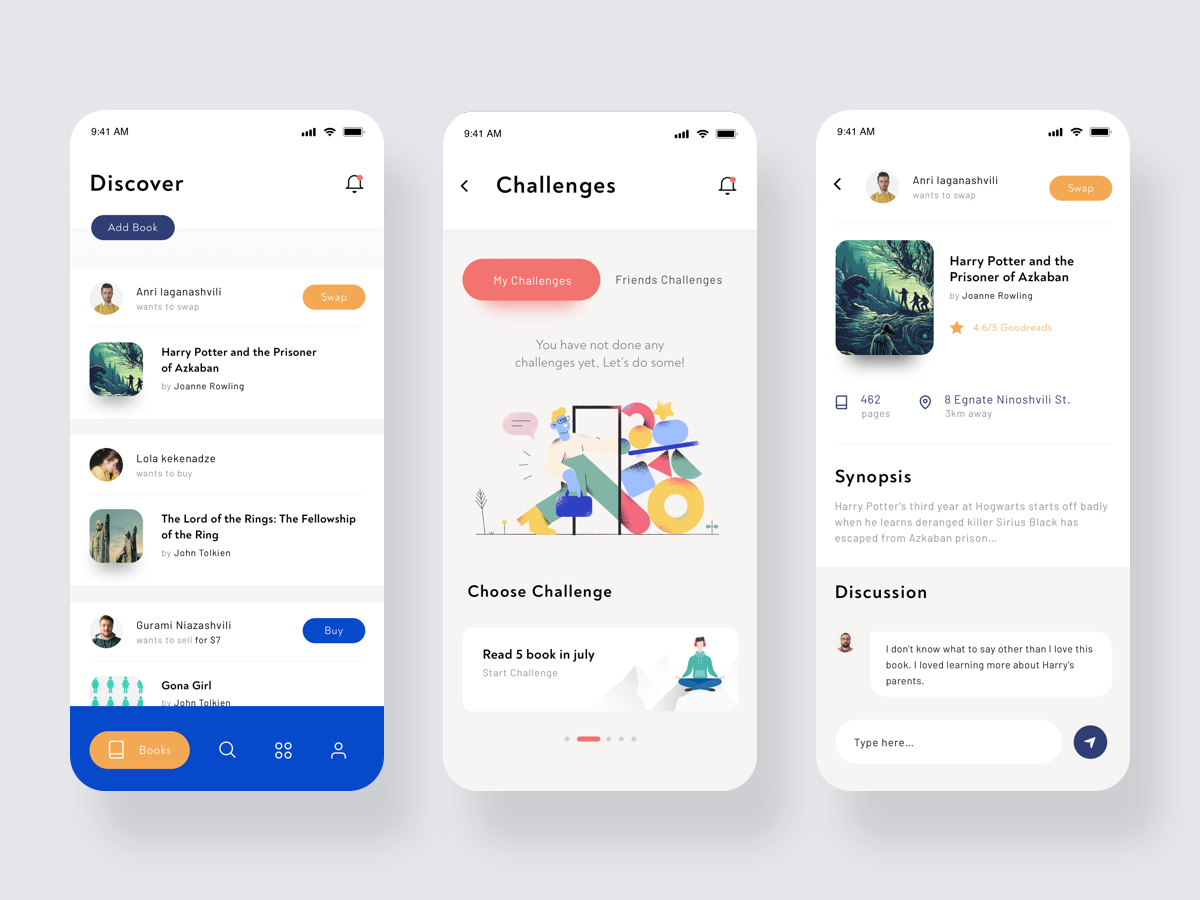 9:41 AM
Discover
Add Book
Anri Iaganashvili
wants to swap
Swap
Harry Potter and the Prisoner
of Azkaban
by Joanne Rowling
Lola kekenadze
wants to buy
The Lord of the Rings: The Fellowship
of the Ring
by John Tolkien
Gurami Niazashvili
wants to sell for $7
Buy
Gona Girl
by John Tolkien
Books
9:41 AM
Challenges
My Challenges
Friends Challenges
You have not done any
challenges yet, Let's do some!
Choose Challenge
Read 5 book in july
Start Challenge
9:41 AM
Anri Iaganashvili
wants to swap
Swap
Harry Potter and the
Prisoner of Azkaban
by Joanne Rowling
4.6/5 Goodreads
462
pages
8 Egnate Ninoshvili St.
3km away
Synopsis
Harry Potter's third year at Hogwarts starts off badly
when he learns deranged killer Sirius Black has
escaped from Azkaban prison...
Discussion
I don't know what to say other than I love this
book. I loved learning more about Harry's
parents.
Type here...